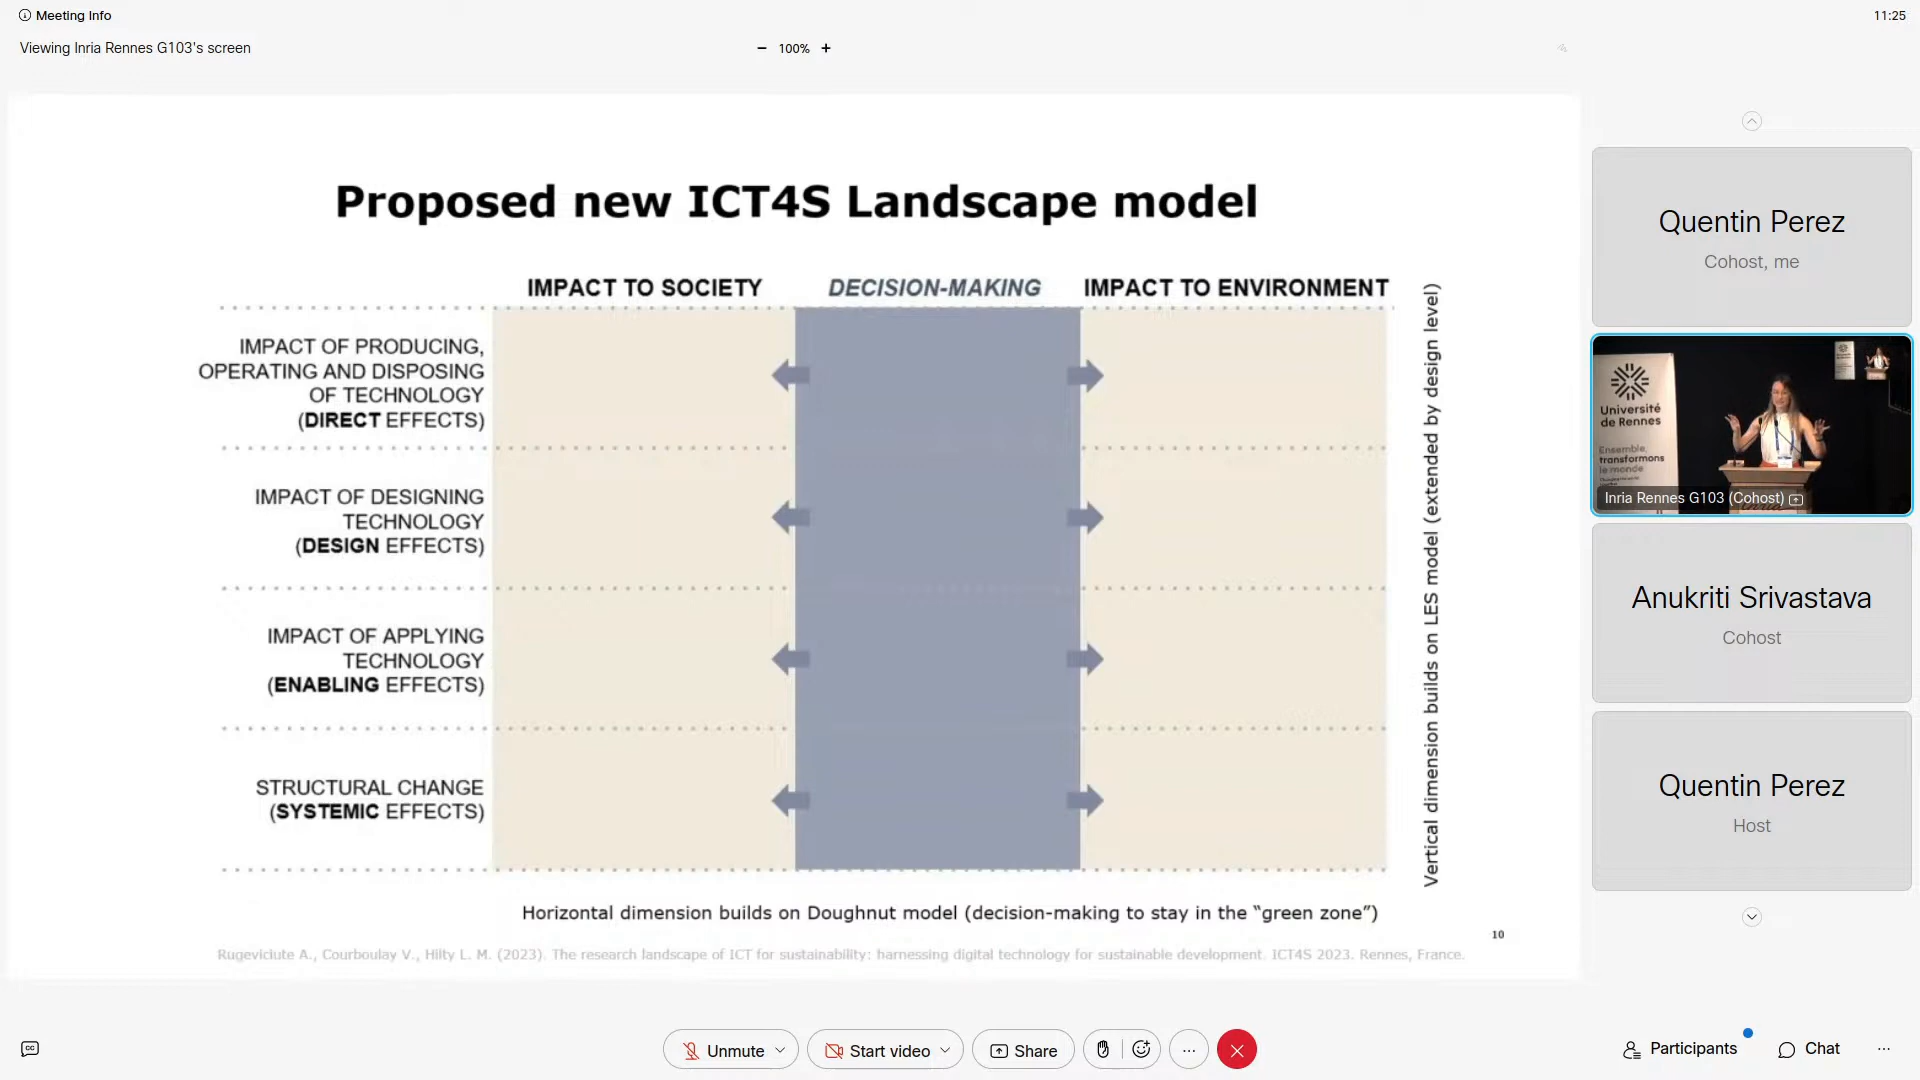 Meeting Info
11:25
Viewing Inria Rennes G103's screen
100%
Proposed new ICT4S Landscape model
IMPACT TO SOCIETY
DECISION-MAKING
IMPACT TO ENVIRONMENT
IMPACT OF PRODUCING,
OPERATING AND DISPOSING
OF TECHNOLOGY
(DIRECT EFFECTS)
IMPACT OF DESIGNING
TECHNOLOGY
(DESIGN EFFECTS)
IMPACT OF APPLYING
TECHNOLOGY
(ENABLING EFFECTS)
STRUCTURAL CHANGE
(SYSTEMIC EFFECTS)
Vertical dimension builds on LES model (extended by design level)
Horizontal dimension builds on Doughnut model (decision-making to stay in the “green zone”)
10
Rugeviciute A., Courboulay V., Hilty L. M. (2023). The research landscape of ICT for sustainability: harnessing digital technology for sustainable development. ICT4S 2023. Rennes, France.
Quentin Perez
Cohost, me
Université
de Rennes
Ensemble,
transformons
le monde
Inria Rennes G103 (Cohost)
Anukriti Srivastava
Cohost
Quentin Perez
Host
CC
Unmute
Start video
Share
Participants
Chat